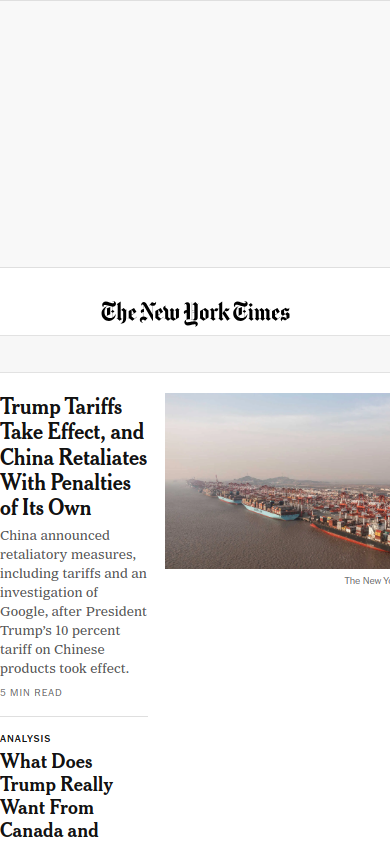 The New York Times
Trump Tariffs
Take Effect, and
China Retaliates
With Penalties
of Its Own
China announced
retaliatory measures,
including tariffs and an
investigation of
Google, after President
Trump’s 10 percent
tariff on Chinese
products took effect.
5 MIN READ
The New Yo
ANALYSIS
What Does
Trump Really
Want From
Canada and